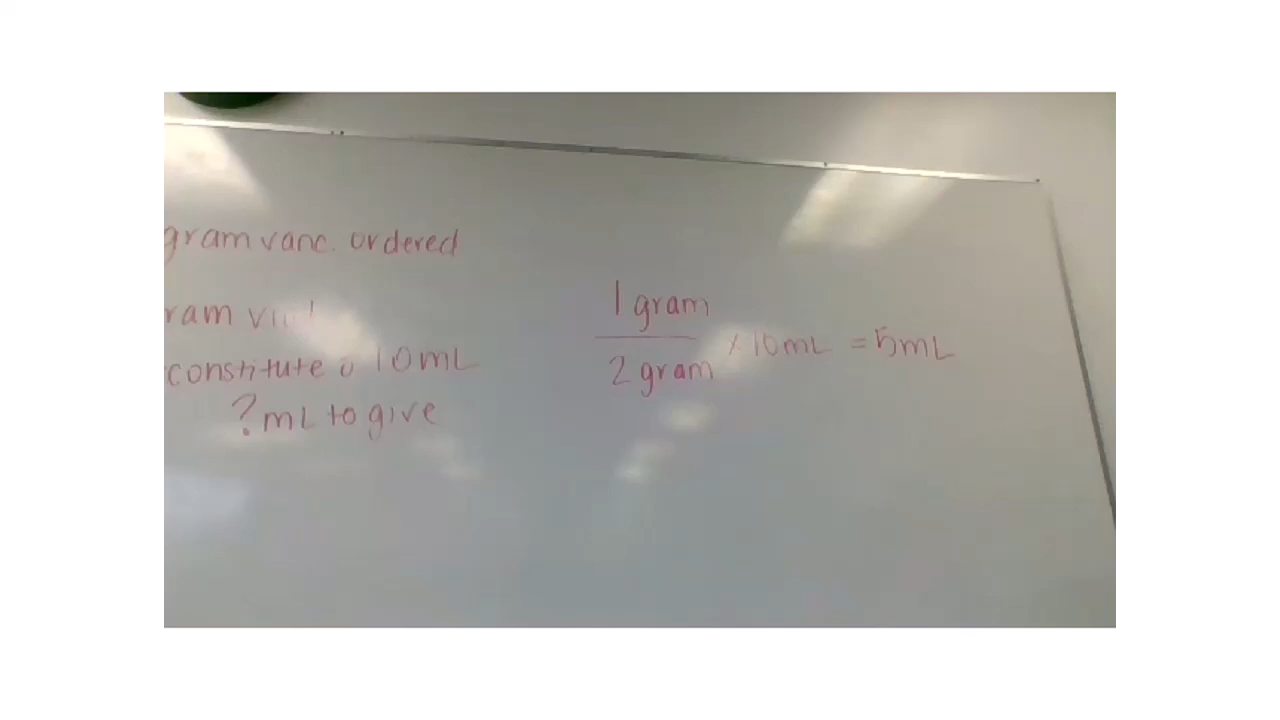 gram vanc. ordered
ram
constitute 10mL
? mL to give
1 gram
2 gram
x 10mL = 5mL